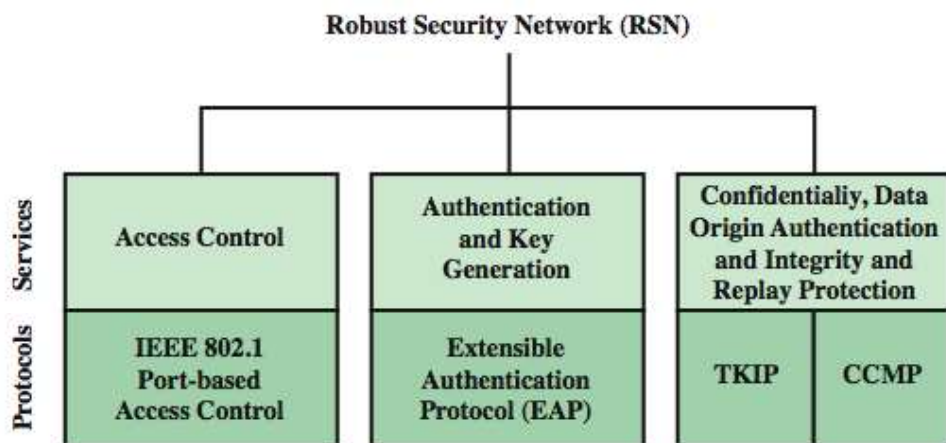 Robust Security Network (RSN)
Services
Access Control
Authentication
and Key
Generation
Confidentialiy, Data
Origin Authentication
and Integrity and
Replay Protection
Protocols
IEEE 802.1
Port-based
Access Control
Extensible
Authentication
Protocol (EAP)
TKIP
CCMP